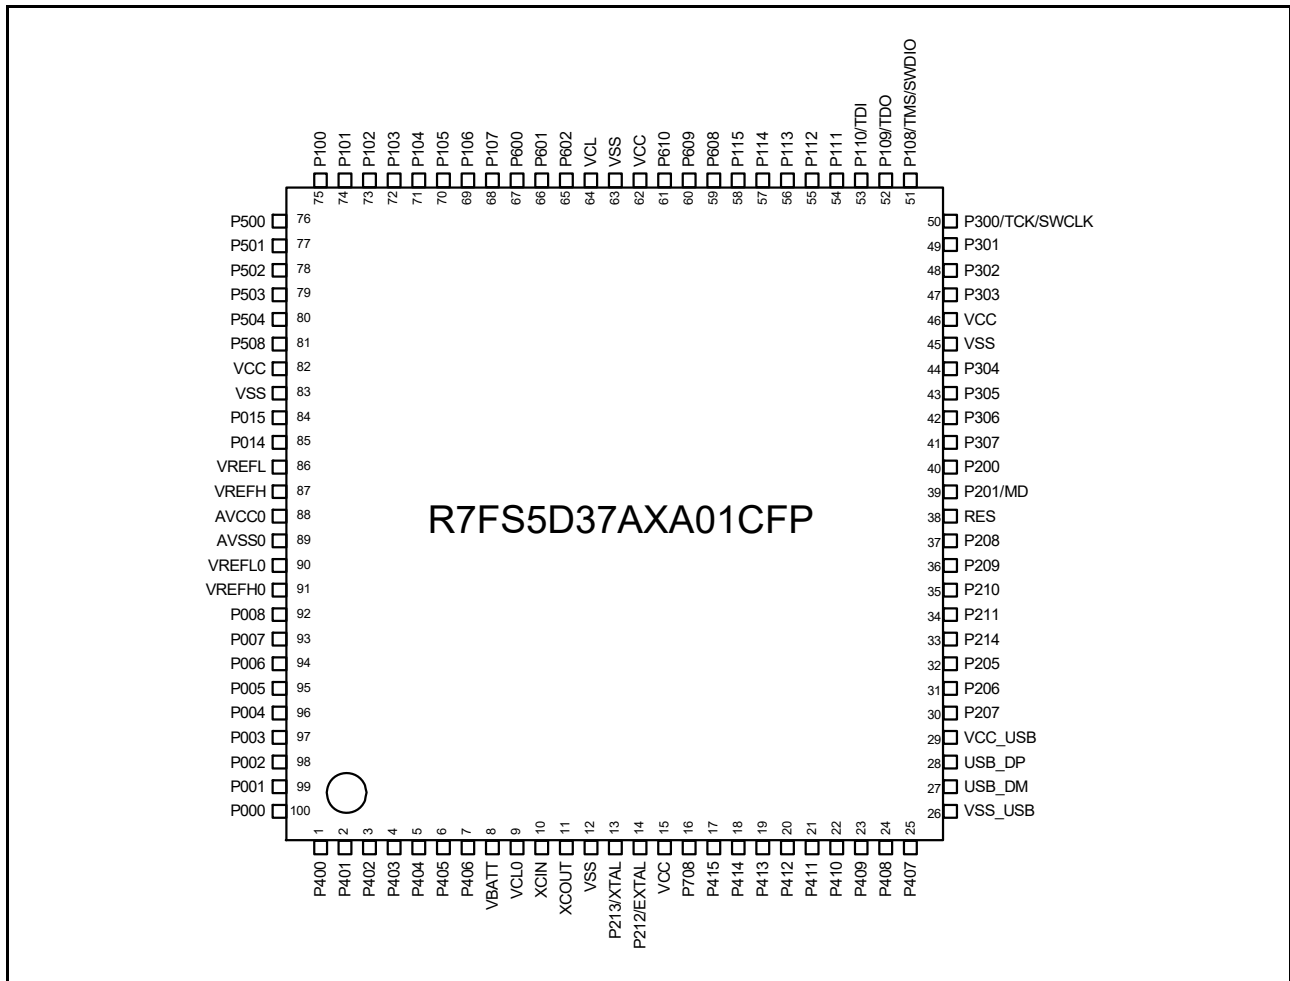 P100
P101
P102
P103
P104
P105
P106
P107
P600
P601
P602
VCL
VSS
VCC
P610
P609
P608
P115
P114
P113
P112
P111
P110/TDI
P109/TDO
P108/TMS/SWDIO
75
74
73
72
71
70
69
68
67
66
65
64
63
62
61
60
59
58
57
56
55
54
53
52
51
P500 76
P501 77
P502 78
P503 79
P504 80
P508 81
VCC 82
VSS 83
P015 84
P014 85
VREFL 86
VREFH 87
AVCC0 88
AVSS0 89
VREFL0 90
VREFH0 91
P008 92
P007 93
P006 94
P005 95
P004 96
P003 97
P002 98
P001 99
P000 100
R7FS5D37AXA01CFP
50 P300/TCK/SWCLK
49 P301
48 P302
47 P303
46 VCC
45 VSS
44 P304
43 P305
42 P306
41 P307
40 P200
39 P201/MD
38 RES
37 P208
36 P209
35 P210
34 P211
33 P214
32 P205
31 P206
30 P207
29 VCC_USB
28 USB_DP
27 USB_DM
26 VSS_USB
1
2
3
4
5
6
7
8
9
10
11
12
13
14
15
16
17
18
19
20
21
22
23
24
25
P400
P401
P402
P403
P404
P405
P406
VBATT
VCL0
XCIN
XCOUT
VSS
P213/XTAL
P212/EXTAL
VCC
P708
P415
P414
P413
P412
P411
P410
P409
P408
P407